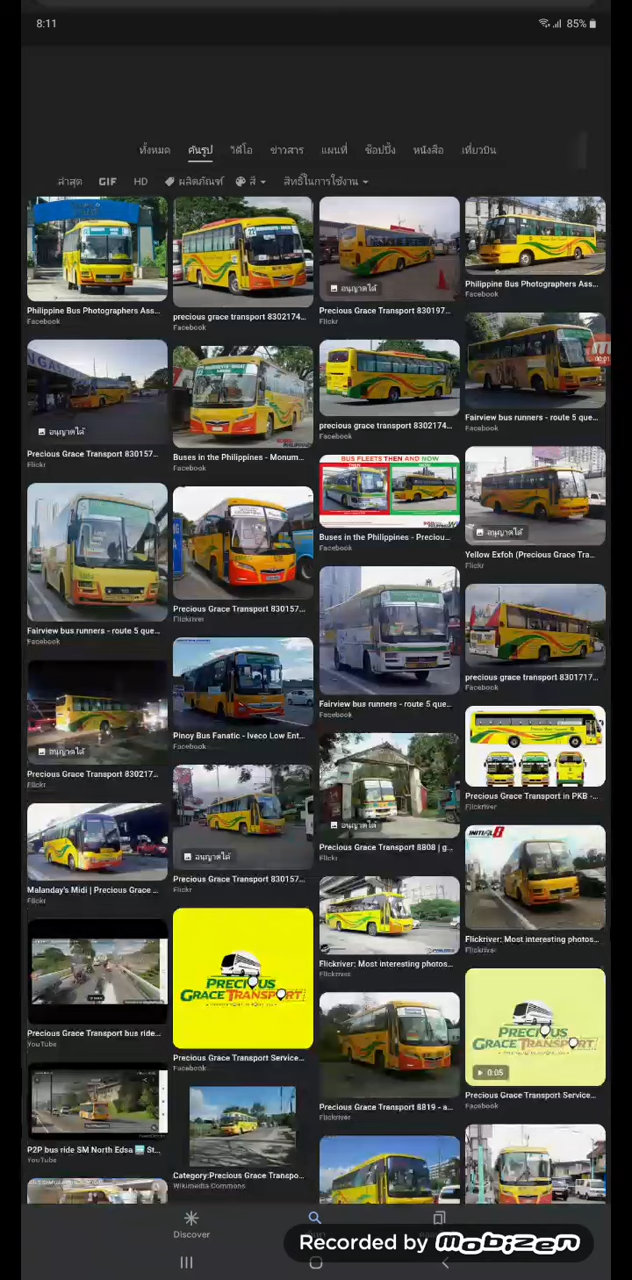 8:11
85%
ทั้งหมด ค้นรูป วิดีโอ ข่าวสาร แผนที่ ช็อปปิ้ง หนังสือ เที่ยวบิน
ล่าสุด GIF HD ผลิตภัณฑ์ สี สิทธิ์ในการใช้งาน
Philippine Bus Photographers Ass...
Facebook
precious grace transport 8302174...
Facebook
อนุญาตได้
Precious Grace Transport 830197...
Flickr
Philippine Bus Photographers Ass...
Facebook
00:01
อนุญาตได้
Precious Grace Transport 830157...
Flickr
Buses in the Philippines - Monum...
Facebook
precious grace transport 8302174...
Facebook
Fairview bus runners - route 5 que...
Facebook
BUS FLEETS THEN AND NOW
Buses in the Philippines - Preciou...
Facebook
อนุญาตได้
Yellow Exfoh (Precious Grace Tra...
Flickr
Fairview bus runners - route 5 que...
Facebook
Precious Grace Transport 830157...
Flickriver
Fairview bus runners - route 5 que...
Facebook
precious grace transport 8301717...
Facebook
อนุญาตได้
Precious Grace Transport 830217...
Flickr
Pinoy Bus Fanatic - Iveco Low Ent...
Facebook
อนุญาตได้
Precious Grace Transport 8808 | g...
Flickr
Precious Grace Transport in PKB -...
Flickriver
Malanday's Midi | Precious Grace ...
Flickr
อนุญาตได้
Precious Grace Transport 830157...
Flickr
Flickriver: Most interesting photos...
Flickriver
INITIAL 1
Flickriver: Most interesting photos...
Flickriver
Precious Grace Transport bus ride...
YouTube
PRECIOUS
GRACE TRANSPORT
Precious Grace Transport Service...
Facebook
Precious Grace Transport 8819 - a...
Flickriver
PRECIOUS
GRACE TRANSPORT
0:05
Precious Grace Transport Service...
Facebook
P2P bus ride SM North Edsa St...
YouTube
Category:Precious Grace Transpo...
Wikimedia Commons
Discover
Recorded by mobizen